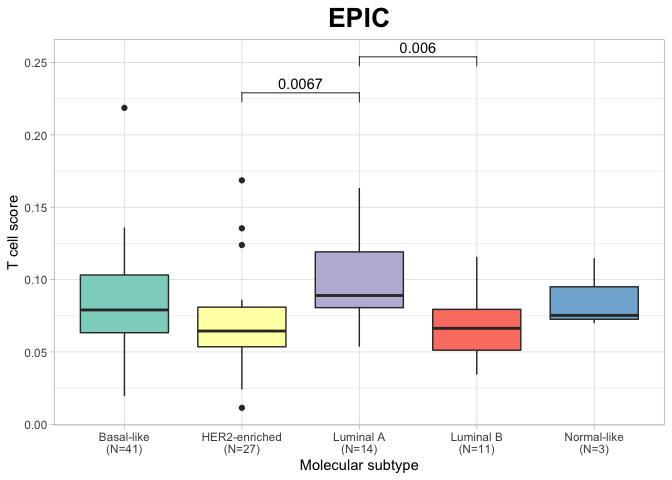 EPIC
0.006
0.0067
0.25
0.20
0.15
0.10
0.05
0.00
T cell score
Basal-like HER2-enriched Luminal A Luminal B Normal-like
(N=41) (N=27) (N=14) (N=11) (N=3)
Molecular subtype